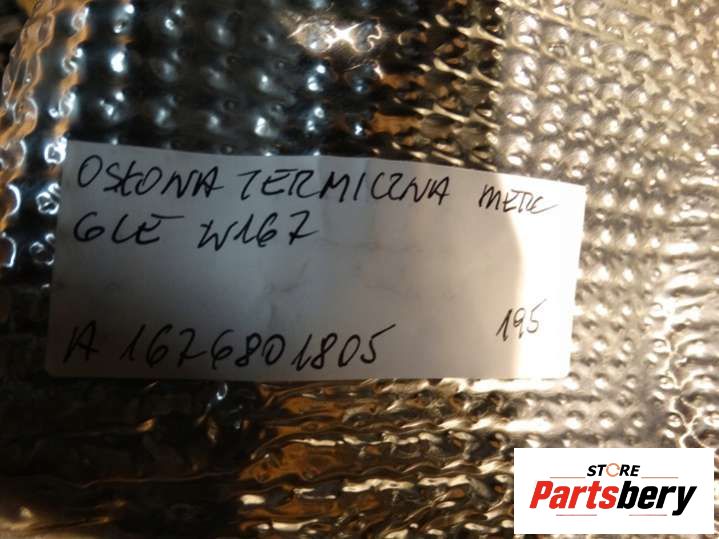 OSŁONA TERMICZNA MERC
GLE W167
A 1676801805 195
STORE
Partsbery